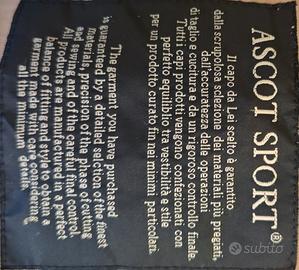 ASCOT SPORT®
Il capo da Lei scelto è garantito
dalla scrupolosa selezione dei materiali più pregiati,
dall'accuratezza delle operazioni
di taglio e cucitura e da un rigoroso controllo finale.
Tutti i capi prodotti vengono confezionati con
perfetto equilibrio tra vestibilità e stile
per un prodotto curato fin nei minimi particolari.
The garment you have purchased
is guaranteed by a detailed selection of the finest
materials, precision of the phase of cutting
and sewing and of the careful final control.
All products are manufactured in a perfect
balance of fitting and style to obtain a
garment made with care considering
all the minimum details.
subito